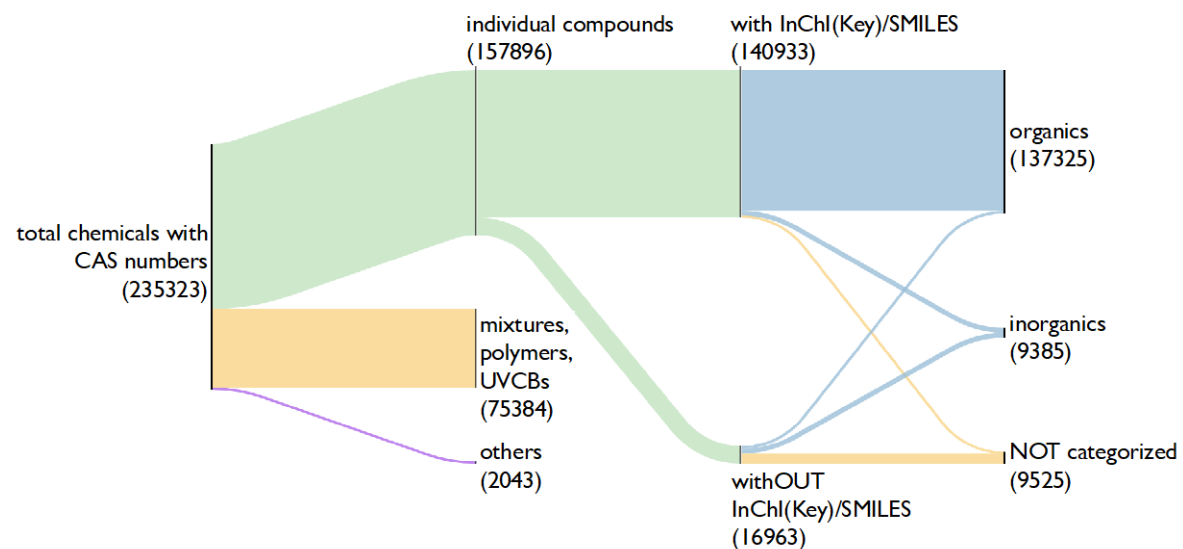 individual compounds
(157896)
with InChI(Key)/SMILES
(140933)
organics
(137325)
total chemicals with
CAS numbers
(235323)
mixtures,
polymers,
UVCBs
(75384)
inorganics
(9385)
others
(2043)
withOUT
InChI(Key)/SMILES
(16963)
NOT categorized
(9525)